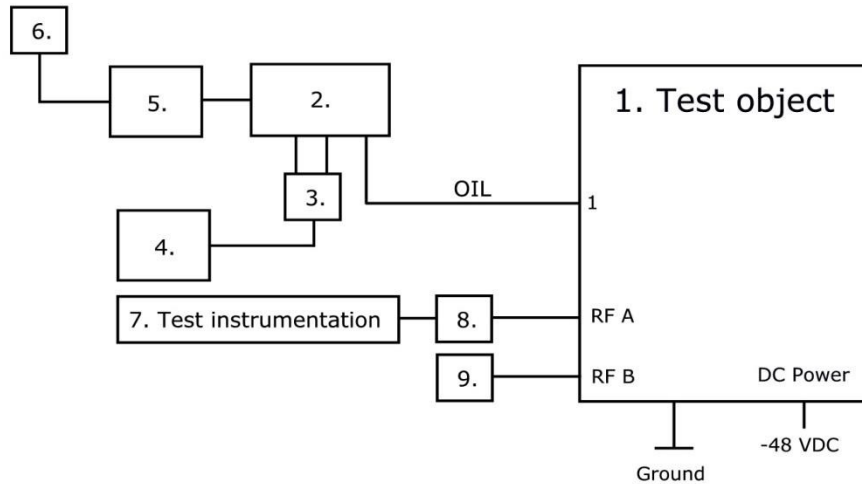 6.
5.
2.
1. Test object
3.
OIL
1
4.
7. Test instrumentation
8.
RF A
9.
RF B
DC Power
-48 VDC
Ground